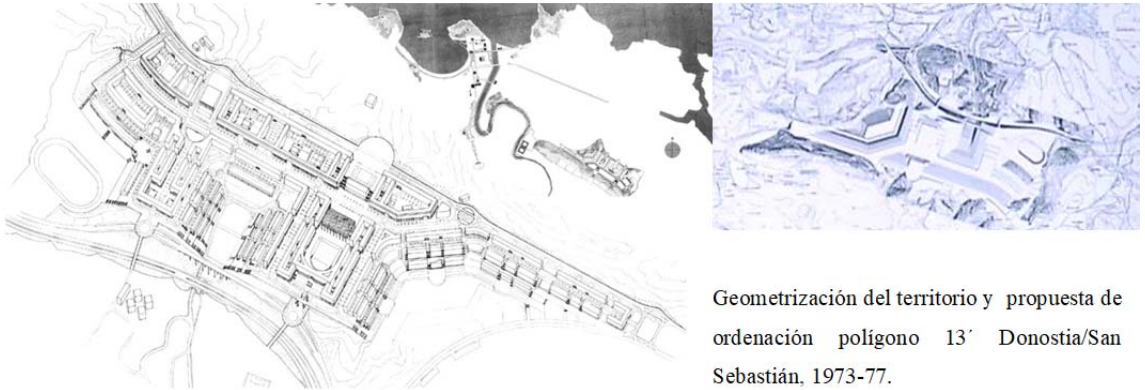 Geometrización del territorio y propuesta de
ordenación polígono 13´ Donostia/San
Sebastián, 1973-77.